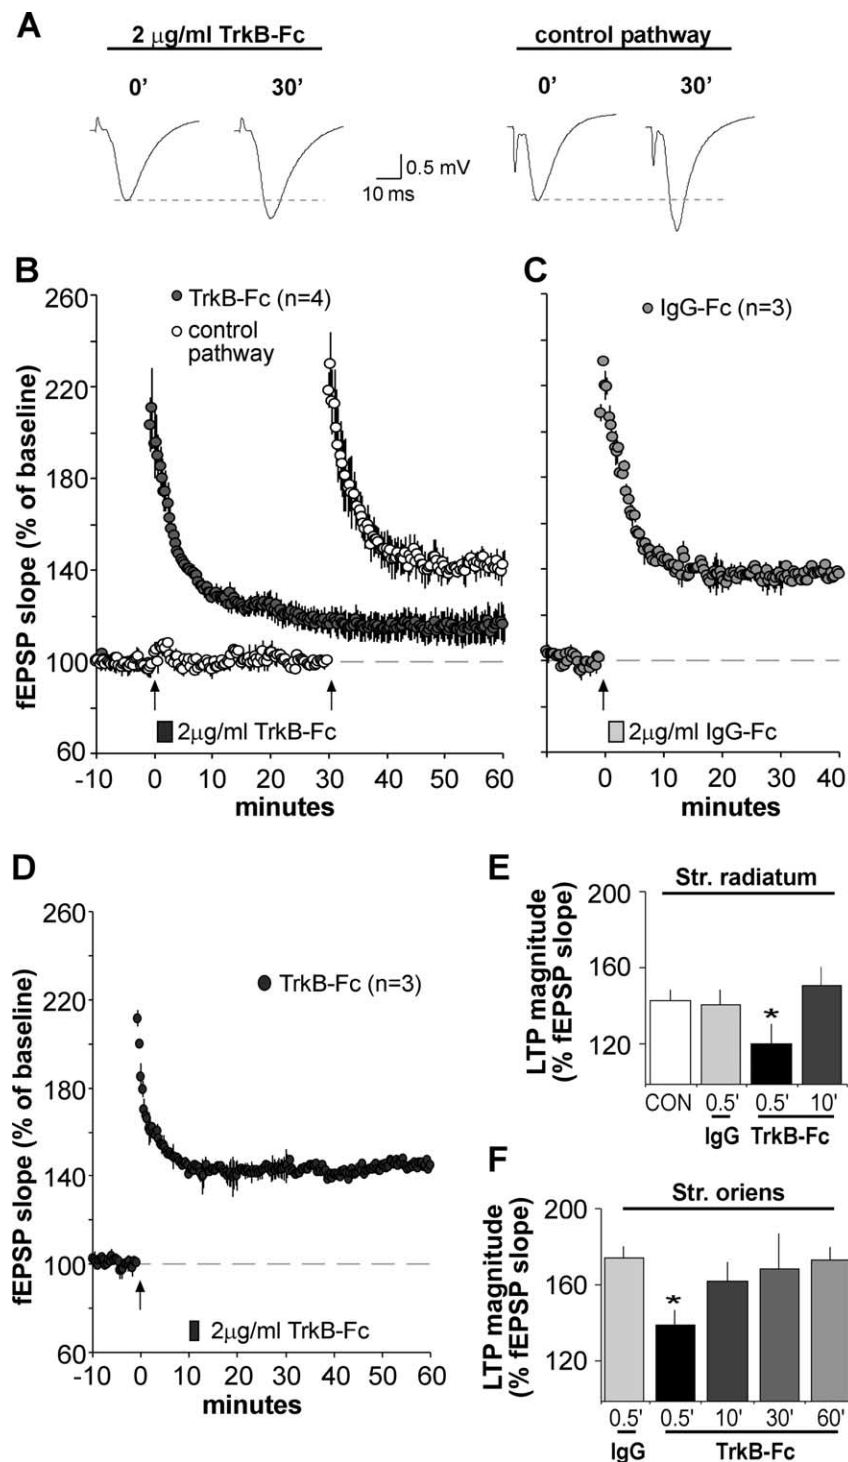 A
2 μg/ml TrkB-Fc
control pathway
0' 30' 0' 30'
0.5 mV
10 ms
B
260
220
180
140
100
60
fEPSP slope (% of baseline)
TrkB-Fc (n=4)
control
pathway
2μg/ml TrkB-Fc
-10 0 10 20 30 40 50 60
minutes
C
IgG-Fc (n=3)
2μg/ml IgG-Fc
0 10 20 30 40
minutes
D
260
220
180
140
100
60
fEPSP slope (% of baseline)
TrkB-Fc (n=3)
2μg/ml TrkB-Fc
-10 0 10 20 30 40 50 60
minutes
E
Str. radiatum
200
160
120
LTP magnitude
(% fEPSP slope)
*
CON 0.5' 0.5' 10'
IgG TrkB-Fc
F
Str. oriens
200
160
120
LTP magnitude
(% fEPSP slope)
*
0.5' 0.5' 10' 30' 60'
IgG TrkB-Fc